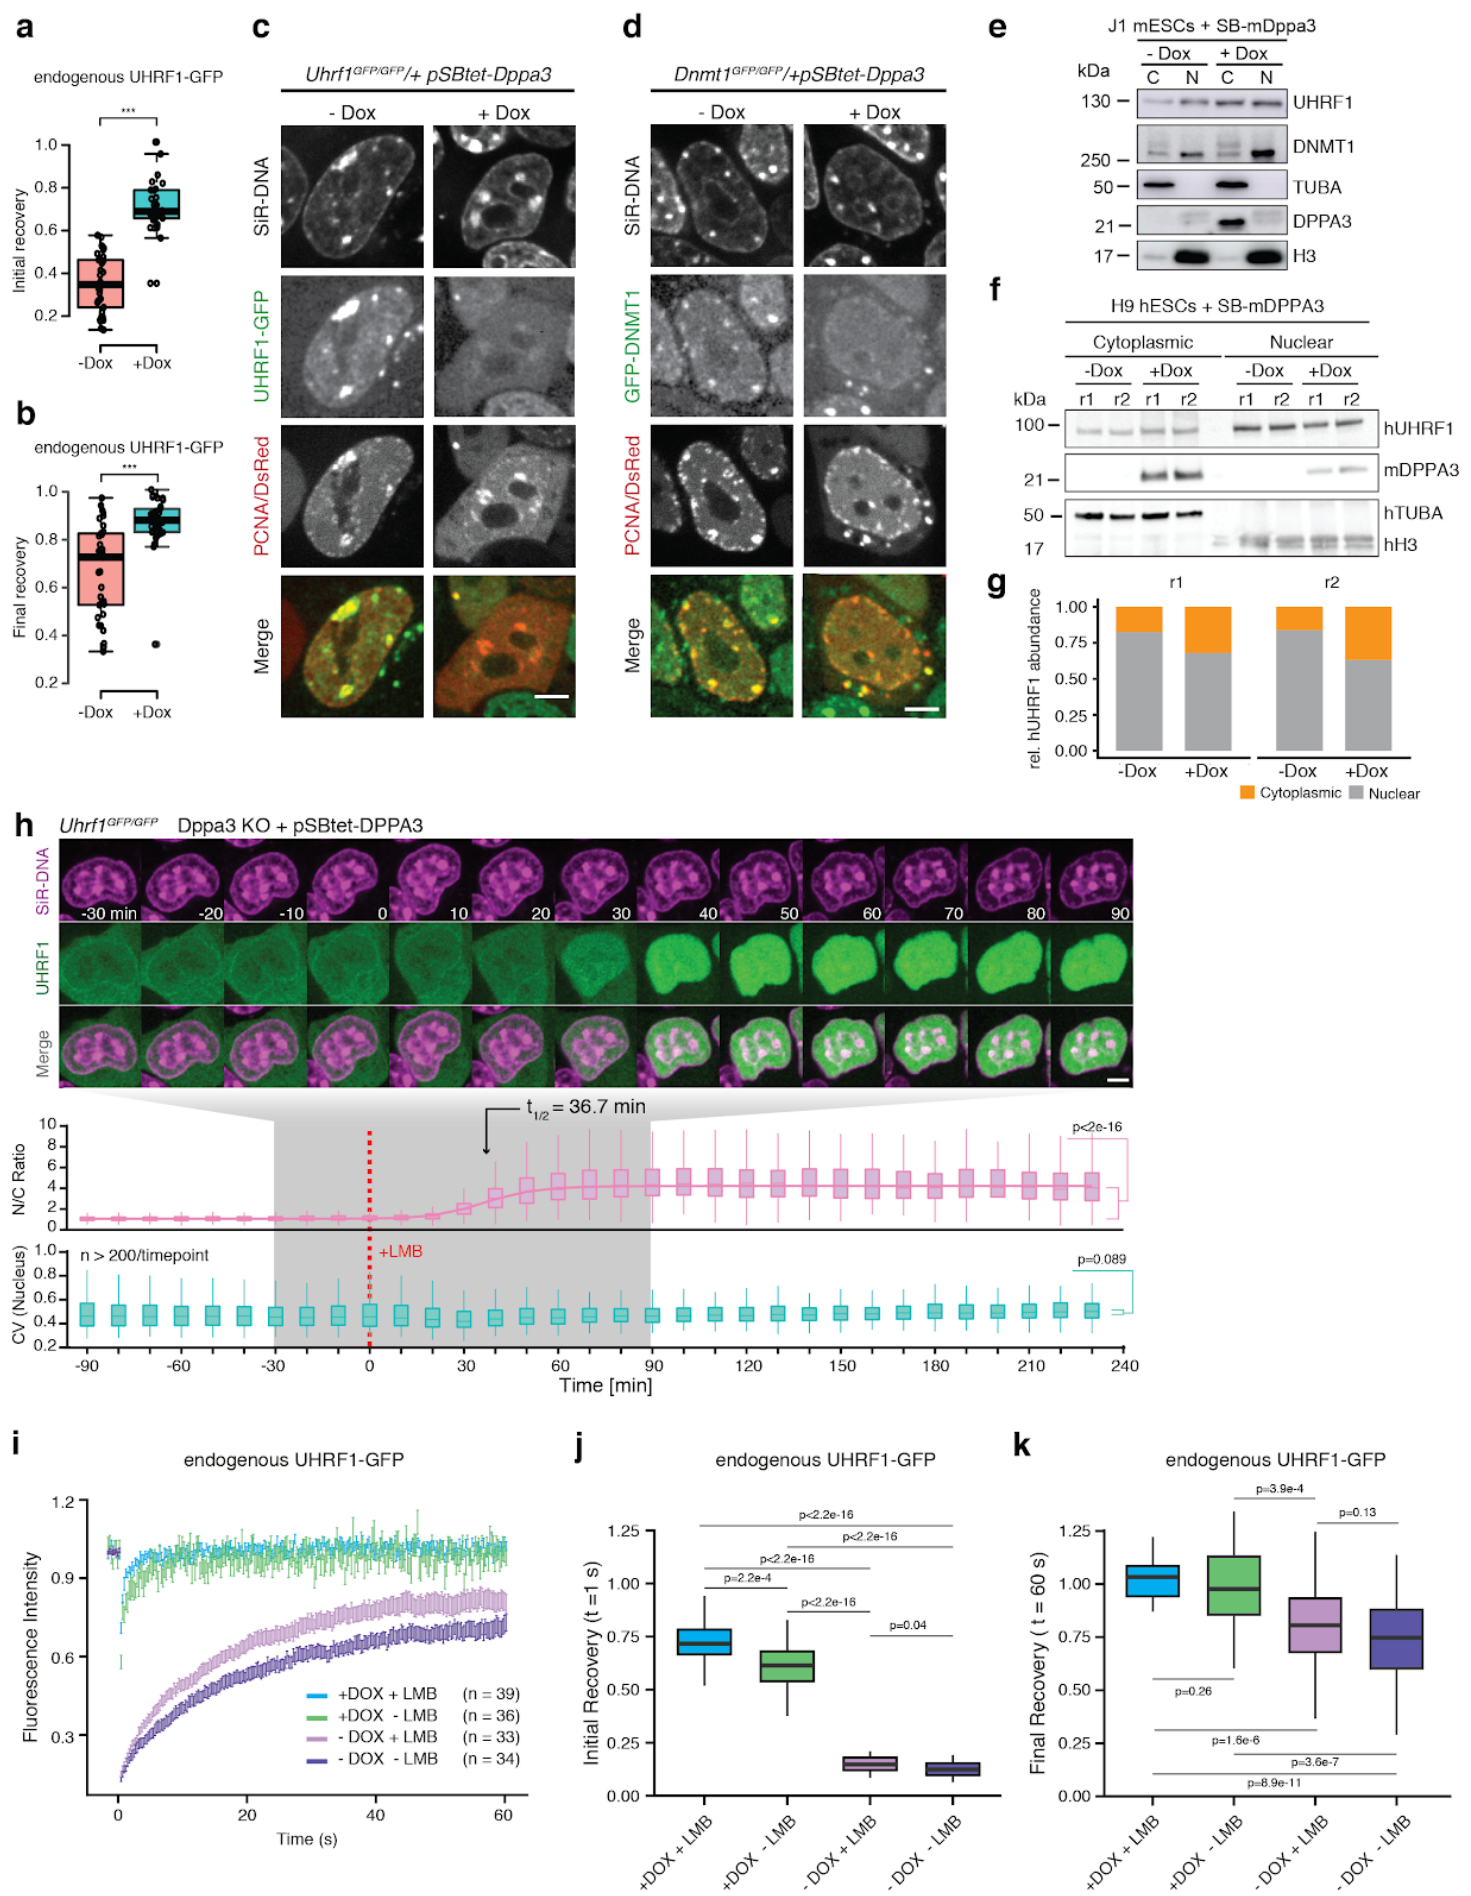 a
endogenous UHRF1-GFP
***
Initial recovery
1.0
0.8
0.6
0.4
0.2
-Dox
+Dox
b
endogenous UHRF1-GFP
***
Final recovery
1.0
0.8
0.6
0.4
0.2
-Dox
+Dox
c
Uhrf1GFP/GFP/+ pSBtet-Dppa3
- Dox
+ Dox
SiR-DNA
UHRF1-GFP
PCNA/DsRed
Merge
d
Dnmt1GFP/GFP/+pSBtet-Dppa3
- Dox
+ Dox
SiR-DNA
GFP-DNMT1
PCNA/DsRed
Merge
e
J1 mESCs + SB-mDppa3
- Dox
+ Dox
kDa
C N C N
130
UHRF1
250
DNMT1
50
TUBA
21
DPPA3
17
H3
f
H9 hESCs + SB-mDPPA3
Cytoplasmic
Nuclear
-Dox
+Dox
-Dox
+Dox
kDa
r1 r2 r1 r2 r1 r2 r1 r2
100
hUHRF1
21
mDPPA3
50
hTUBA
17
hH3
g
r1
r2
rel. hUHRF1 abundance
1.00
0.75
0.50
0.25
0.00
-Dox
+Dox
-Dox
+Dox
Cytoplasmic
Nuclear
h
Uhrf1GFP/GFP Dppa3 KO + pSBtet-DPPA3
SiR-DNA
-30 min -20 -10 0 10 20 30 40 50 60 70 80 90
UHRF1
Merge
t1/2 = 36.7 min
N/C Ratio
10
8
6
4
2
0
p<2e-16
+LMB
CV (Nucleus)
1.0
0.8
0.6
0.4
0.2
n > 200/timepoint
p=0.089
-90 -60 -30 0 30 60 90 120 150 180 210 240
Time [min]
i
endogenous UHRF1-GFP
Fluorescence Intensity
1.2
0.9
0.6
0.3
+DOX + LMB (n = 39)
+DOX - LMB (n = 36)
- DOX + LMB (n = 33)
- DOX - LMB (n = 34)
0 20 40 60
Time (s)
j
endogenous UHRF1-GFP
Initial Recovery (t =1 s)
1.25
1.00
0.75
0.50
0.25
0.00
p<2.2e-16
p<2.2e-16
p<2.2e-16
p=2.2e-4
p<2.2e-16
p=0.04
+DOX + LMB
+DOX - LMB
- DOX + LMB
- DOX - LMB
k
endogenous UHRF1-GFP
Final Recovery ( t = 60 s)
1.25
1.00
0.75
0.50
0.25
0.00
p=3.9e-4
p=0.13
p=0.26
p=1.6e-6
p=3.6e-7
p=8.9e-11
+DOX + LMB
+DOX - LMB
- DOX + LMB
- DOX - LMB